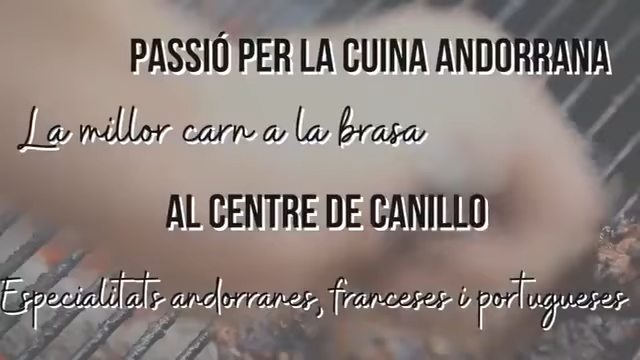 PASSIÓ PER LA CUINA ANDORRANA
La millor carn a la brasa
AL CENTRE DE CANILLO
Especialitats andorranes, franceses i portugueses